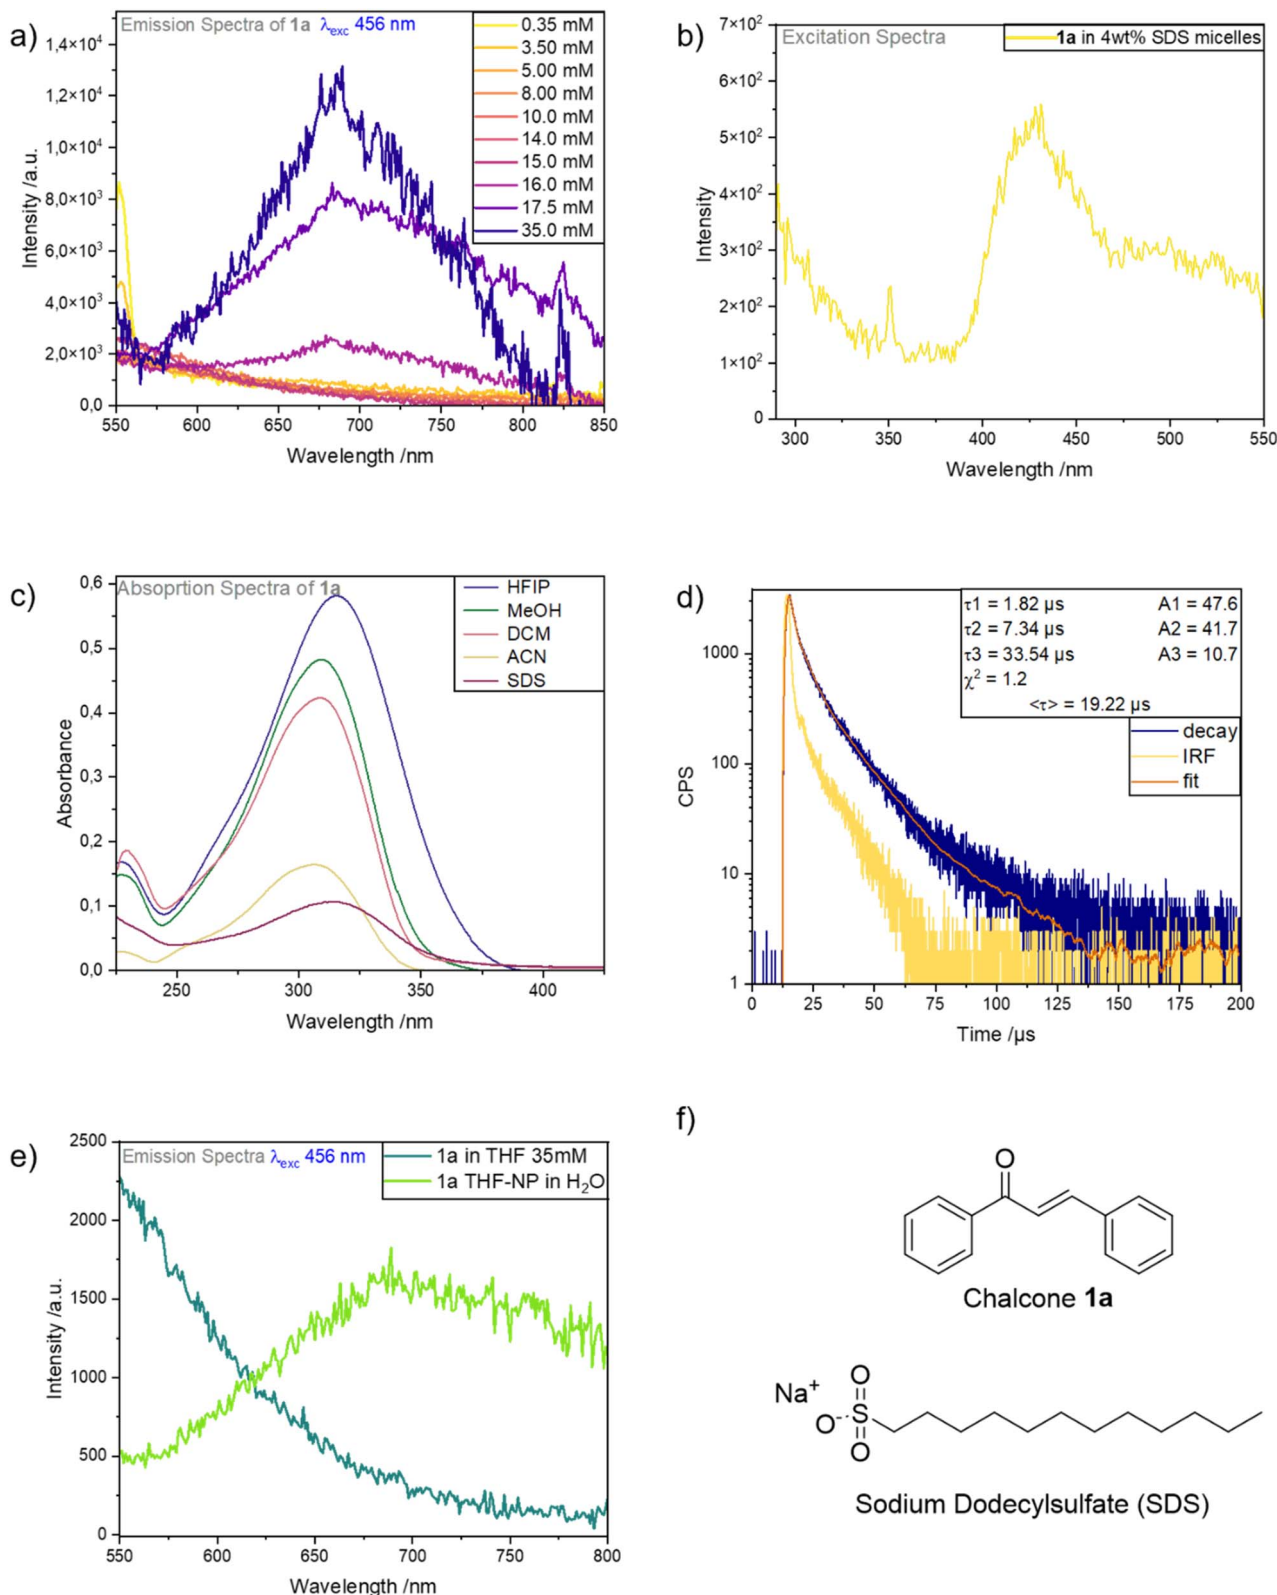 a)
Emission Spectra of 1a λexc 456 nm
0.35 mM
3.50 mM
5.00 mM
8.00 mM
10.0 mM
14.0 mM
15.0 mM
16.0 mM
17.5 mM
35.0 mM
1,4×10⁴
1,2×10⁴
1,0×10⁴
8,0×10³
6,0×10³
4,0×10³
2,0×10³
0,0
Intensity /a.u.
550 600 650 700 750 800 850
Wavelength /nm
b)
Excitation Spectra
1a in 4wt% SDS micelles
7×10²
6×10²
5×10²
4×10²
3×10²
2×10²
1×10²
0
Intensity
300 350 400 450 500 550
Wavelength /nm
c)
Absoprtion Spectra of 1a
HFIP
MeOH
DCM
ACN
SDS
0,6
0,5
0,4
0,3
0,2
0,1
0,0
Absorbance
250 300 350 400
Wavelength /nm
d)
τ1 = 1.82 µs A1 = 47.6
τ2 = 7.34 µs A2 = 41.7
τ3 = 33.54 µs A3 = 10.7
χ² = 1.2
<τ> = 19.22 µs
decay
IRF
fit
1000
100
10
1
CPS
0 25 50 75 100 125 150 175 200
Time /µs
e)
Emission Spectra λexc 456 nm
1a in THF 35mM
1a THF-NP in H₂O
2500
2000
1500
1000
500
0
Intensity /a.u.
550 600 650 700 750 800
Wavelength /nm
f)
O
Chalcone 1a
Na⁺
O
O⁻ S
O
Sodium Dodecylsulfate (SDS)